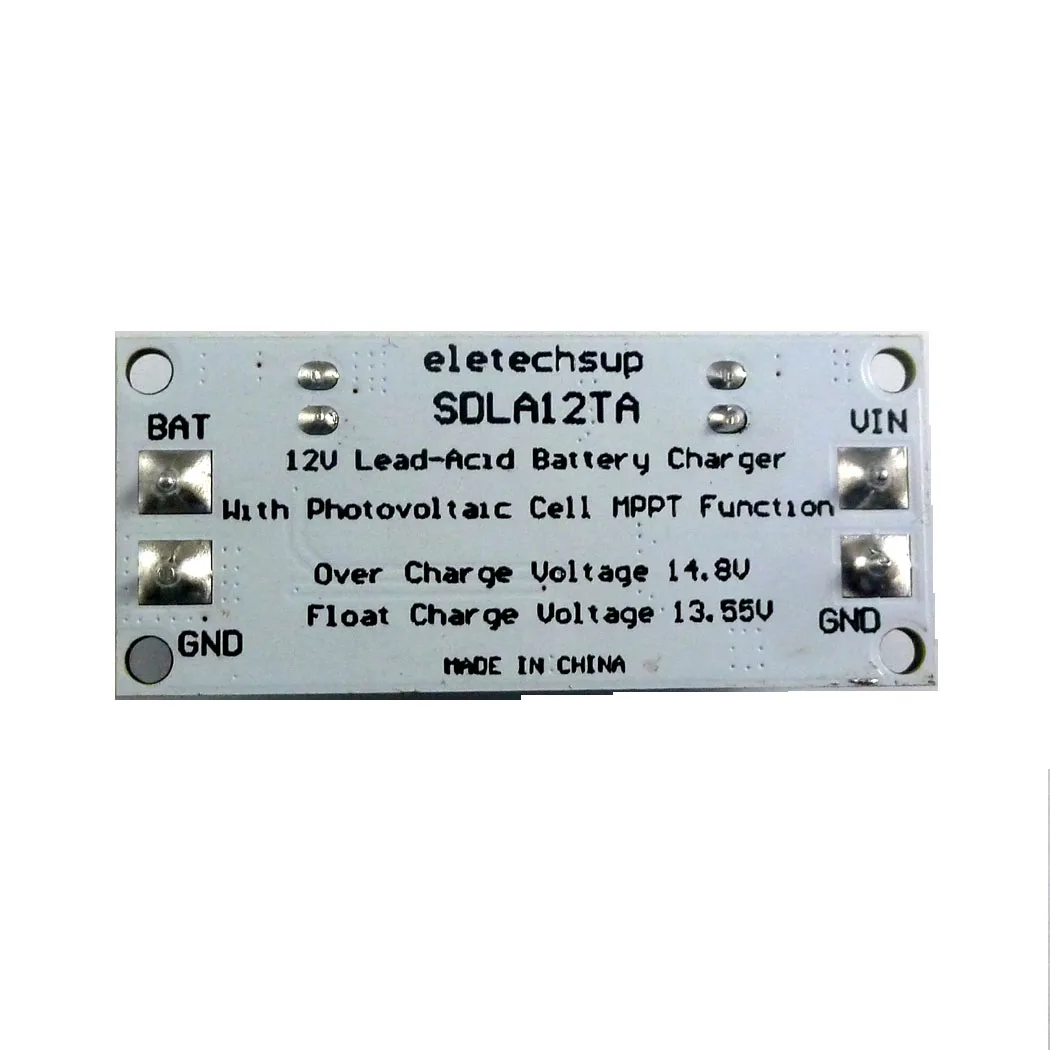 eletechsup
SDLA12TA
BAT
VIN
12V Lead-Acid Battery Charger
With Photovoltaic Cell MPPT Function
Over Charge Voltage 14.8V
Float Charge Voltage 13.55V
GND
GND
MADE IN CHINA